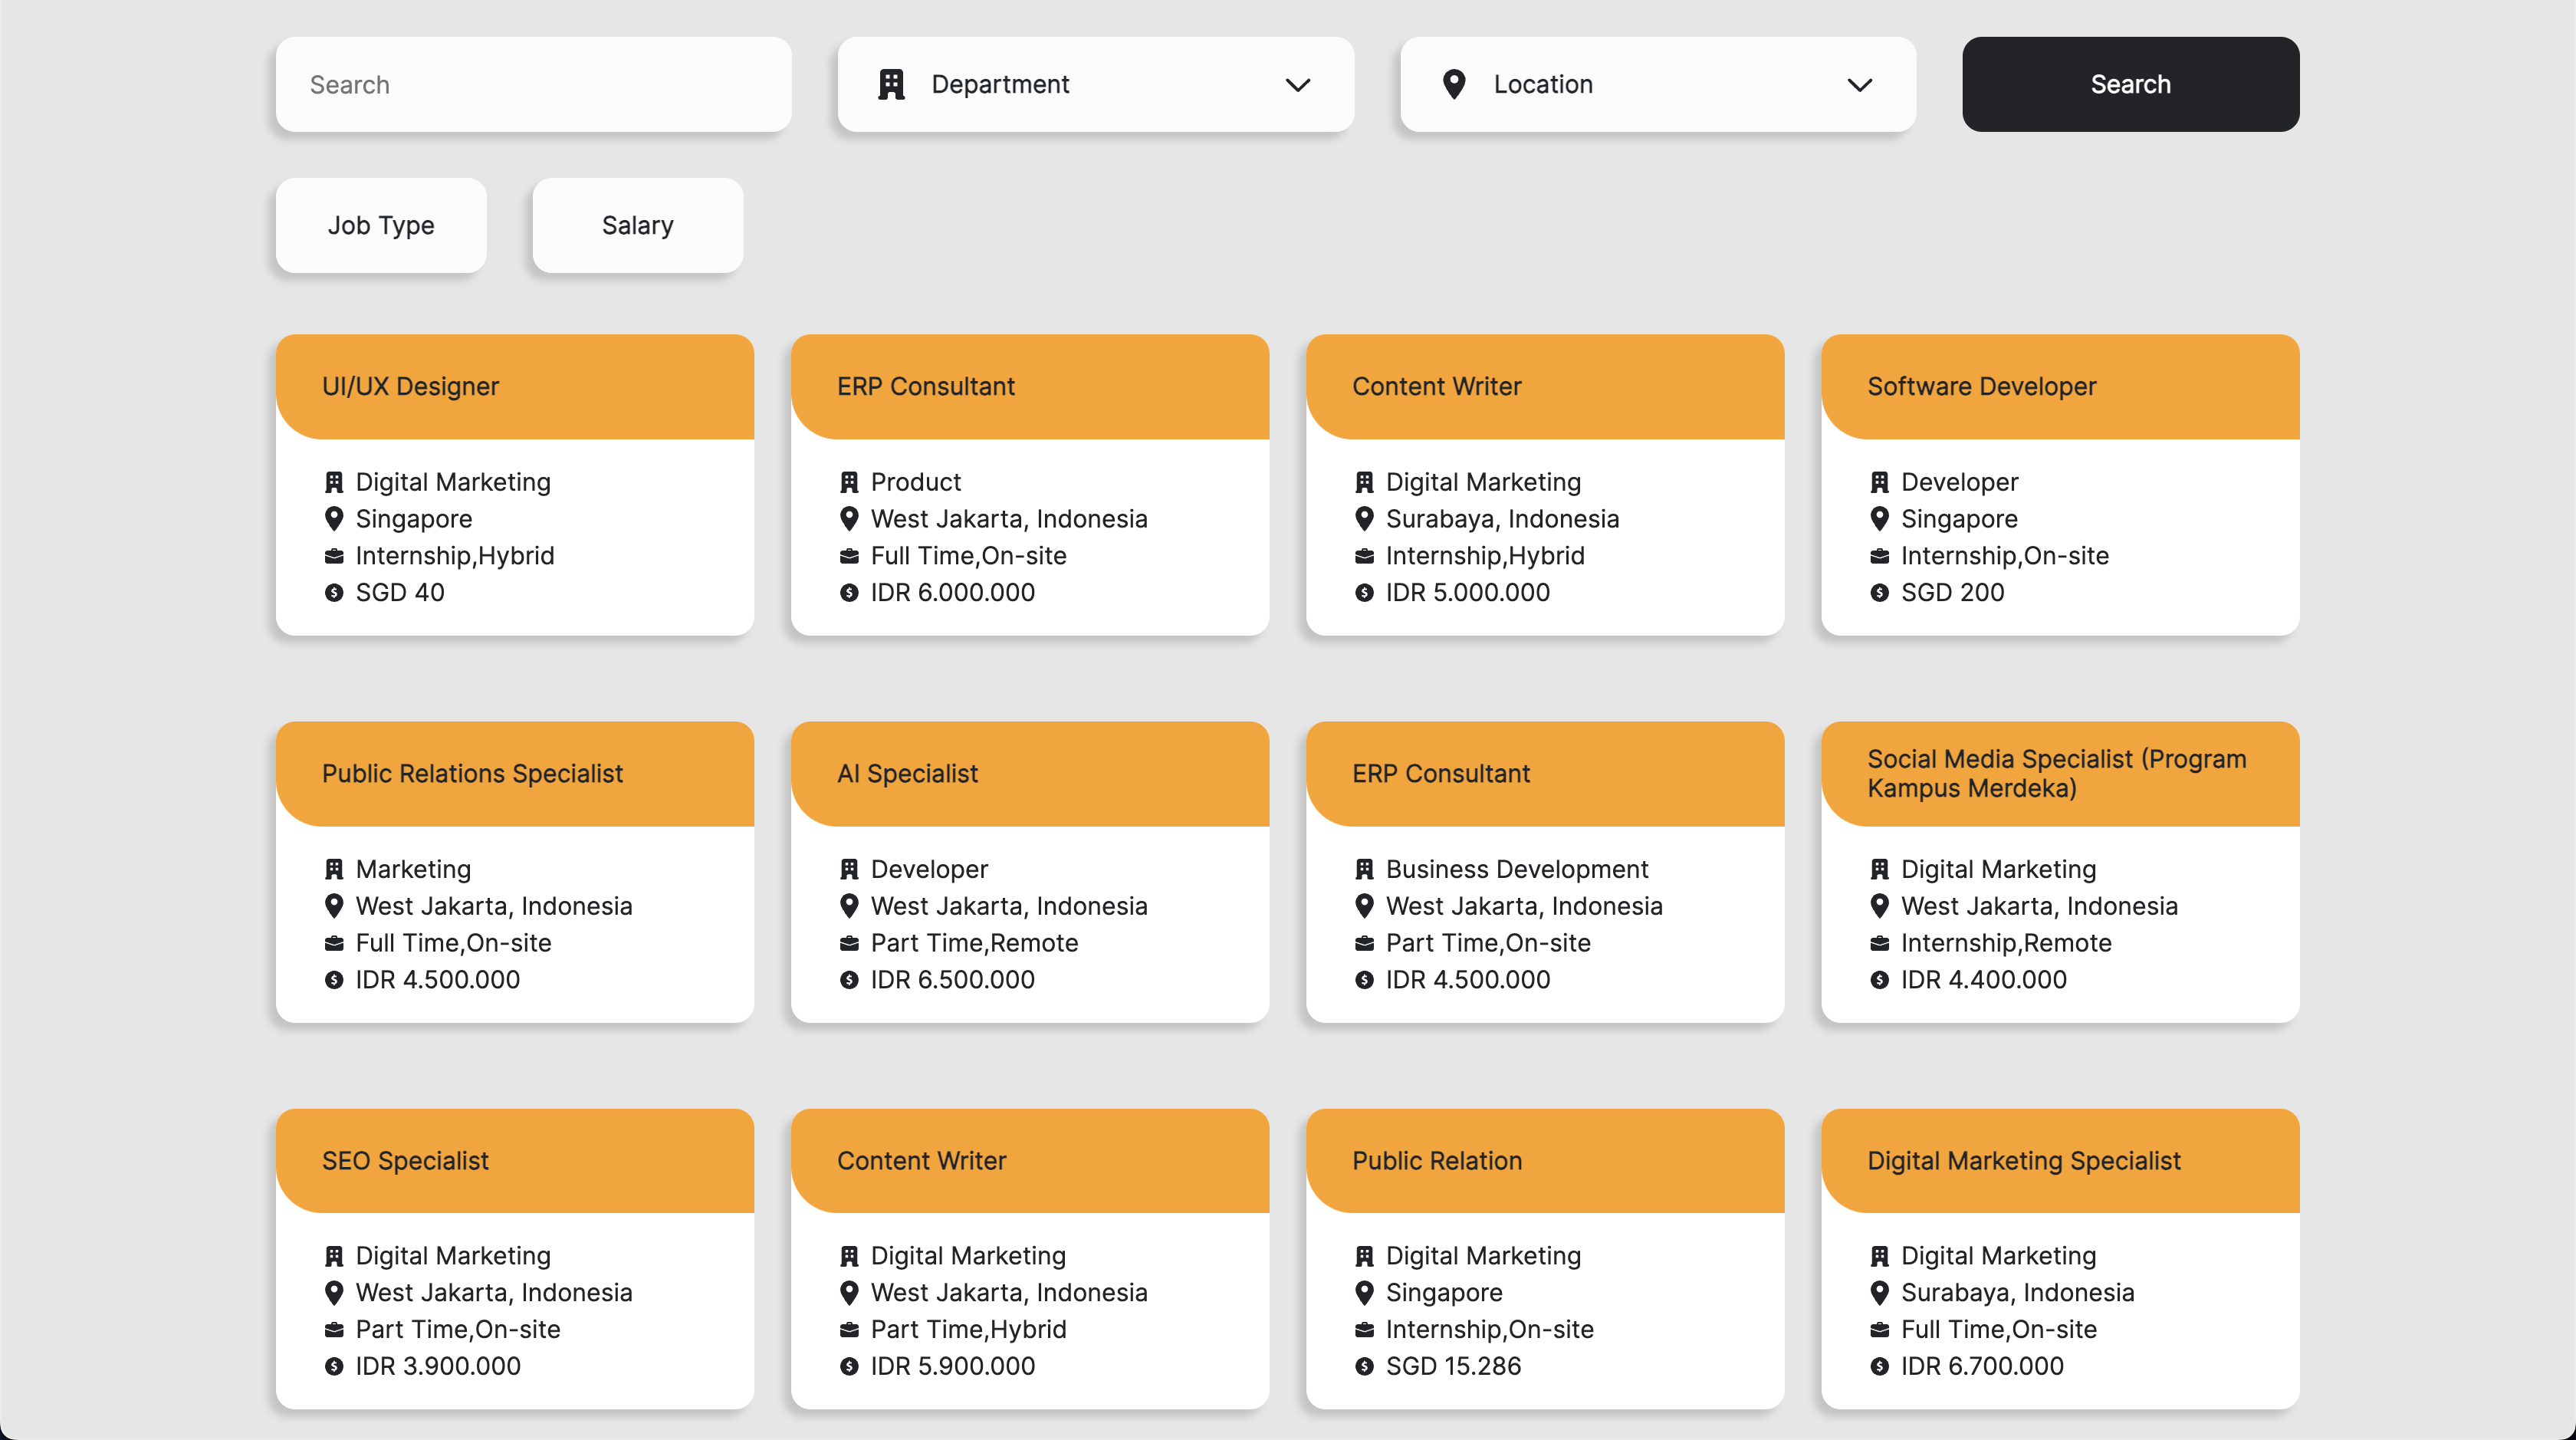 Search
Department
Location
Search
Job Type
Salary
UI/UX Designer
Digital Marketing
Singapore
Internship,Hybrid
SGD 40
ERP Consultant
Product
West Jakarta, Indonesia
Full Time,On-site
IDR 6.000.000
Content Writer
Digital Marketing
Surabaya, Indonesia
Internship,Hybrid
IDR 5.000.000
Software Developer
Developer
Singapore
Internship,On-site
SGD 200
Public Relations Specialist
Marketing
West Jakarta, Indonesia
Full Time,On-site
IDR 4.500.000
AI Specialist
Developer
West Jakarta, Indonesia
Part Time,Remote
IDR 6.500.000
ERP Consultant
Business Development
West Jakarta, Indonesia
Part Time,On-site
IDR 4.500.000
Social Media Specialist (Program
Kampus Merdeka)
Digital Marketing
West Jakarta, Indonesia
Internship,Remote
IDR 4.400.000
SEO Specialist
Digital Marketing
West Jakarta, Indonesia
Part Time,On-site
IDR 3.900.000
Content Writer
Digital Marketing
West Jakarta, Indonesia
Part Time,Hybrid
IDR 5.900.000
Public Relation
Digital Marketing
Singapore
Internship,On-site
SGD 15.286
Digital Marketing Specialist
Digital Marketing
Surabaya, Indonesia
Full Time,On-site
IDR 6.700.000